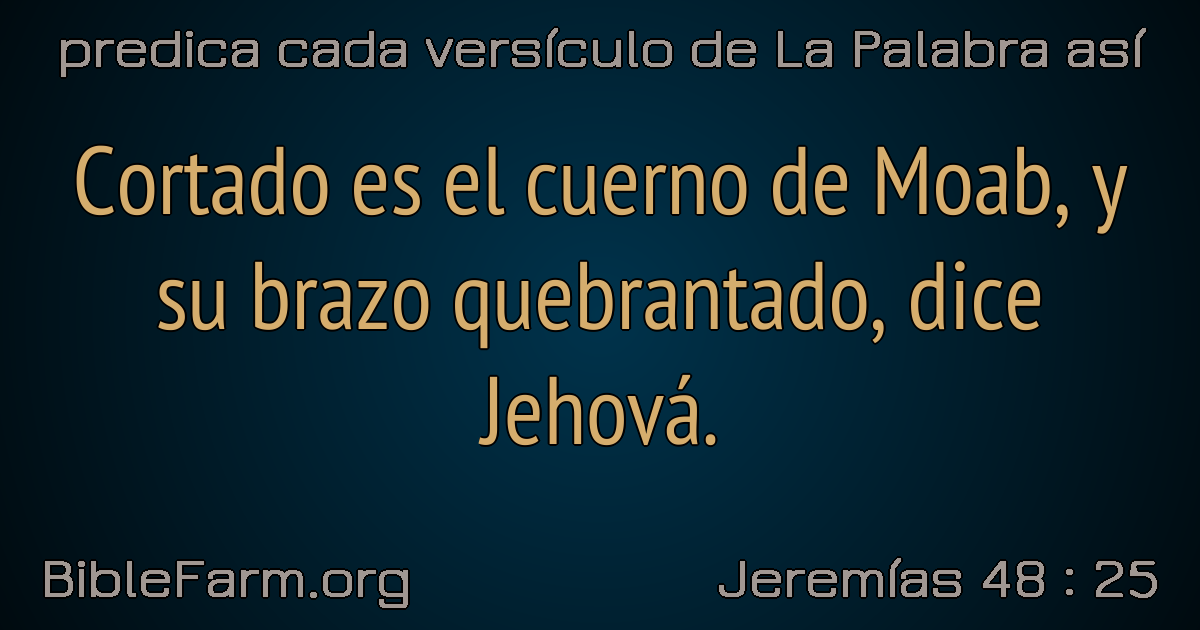 predica cada versículo de La Palabra así
Cortado es el cuerno de Moab, y
su brazo quebrantado, dice
Jehová.
BibleFarm.org
Jeremías 48 : 25